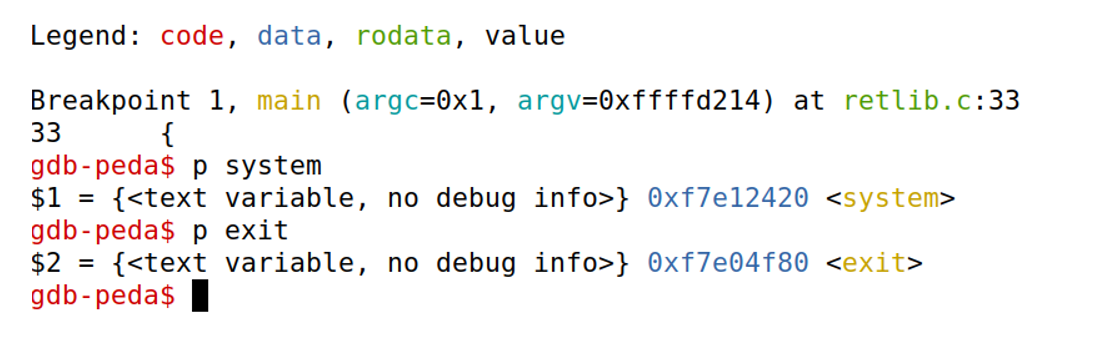 Legend: code, data, rodata, value
Breakpoint 1, main (argc=0x1, argv=0xffffd214) at retlib.c:33
33      {
gdb-peda$ p system
$1 = {<text variable, no debug info>} 0xf7e12420 <system>
gdb-peda$ p exit
$2 = {<text variable, no debug info>} 0xf7e04f80 <exit>
gdb-peda$